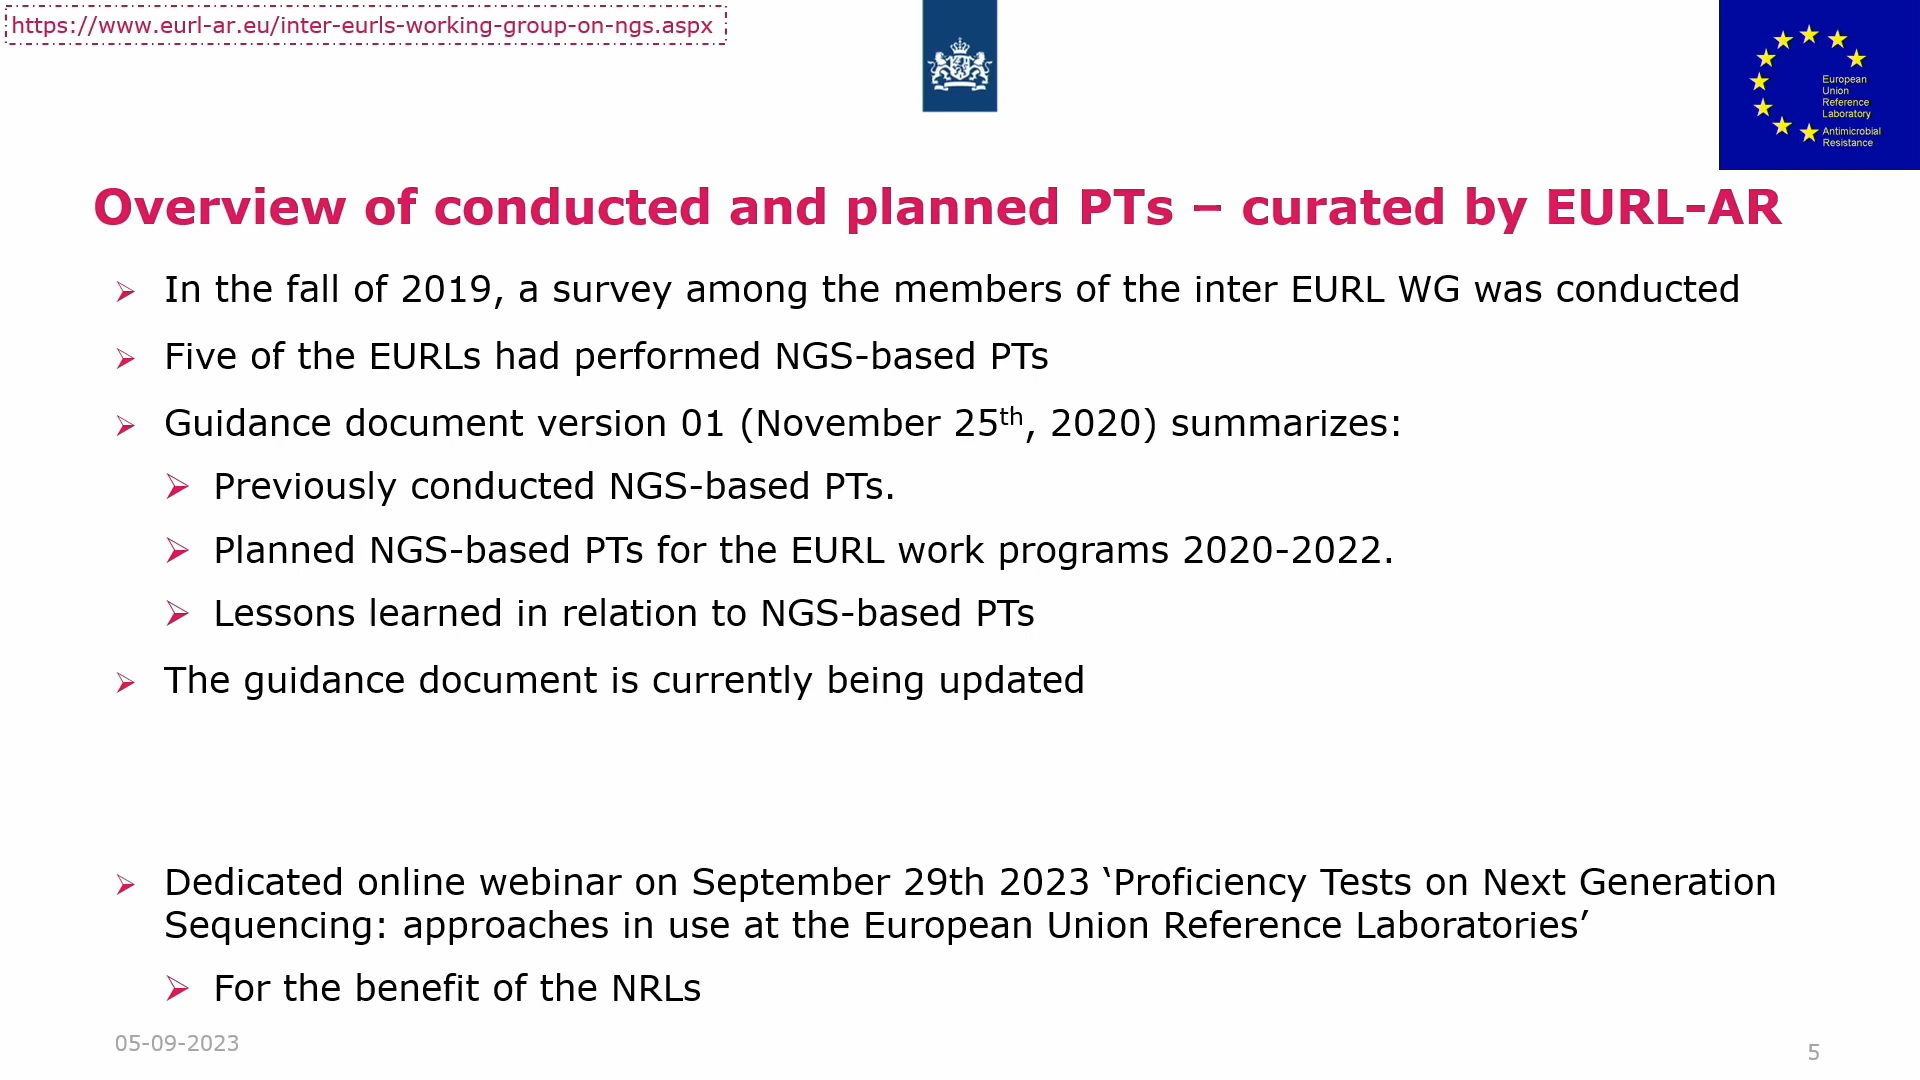 https://www.eurl-ar.eu/inter-eurls-working-group-on-ngs.aspx
European
Union
Reference
Laboratory
Antimicrobial
Resistance
Overview of conducted and planned PTs – curated by EURL-AR
In the fall of 2019, a survey among the members of the inter EURL WG was conducted
Five of the EURLs had performed NGS-based PTs
Guidance document version 01 (November 25th, 2020) summarizes:
Previously conducted NGS-based PTs.
Planned NGS-based PTs for the EURL work programs 2020-2022.
Lessons learned in relation to NGS-based PTs
The guidance document is currently being updated
Dedicated online webinar on September 29th 2023 ‘Proficiency Tests on Next Generation
Sequencing: approaches in use at the European Union Reference Laboratories’
For the benefit of the NRLs
05-09-2023
5